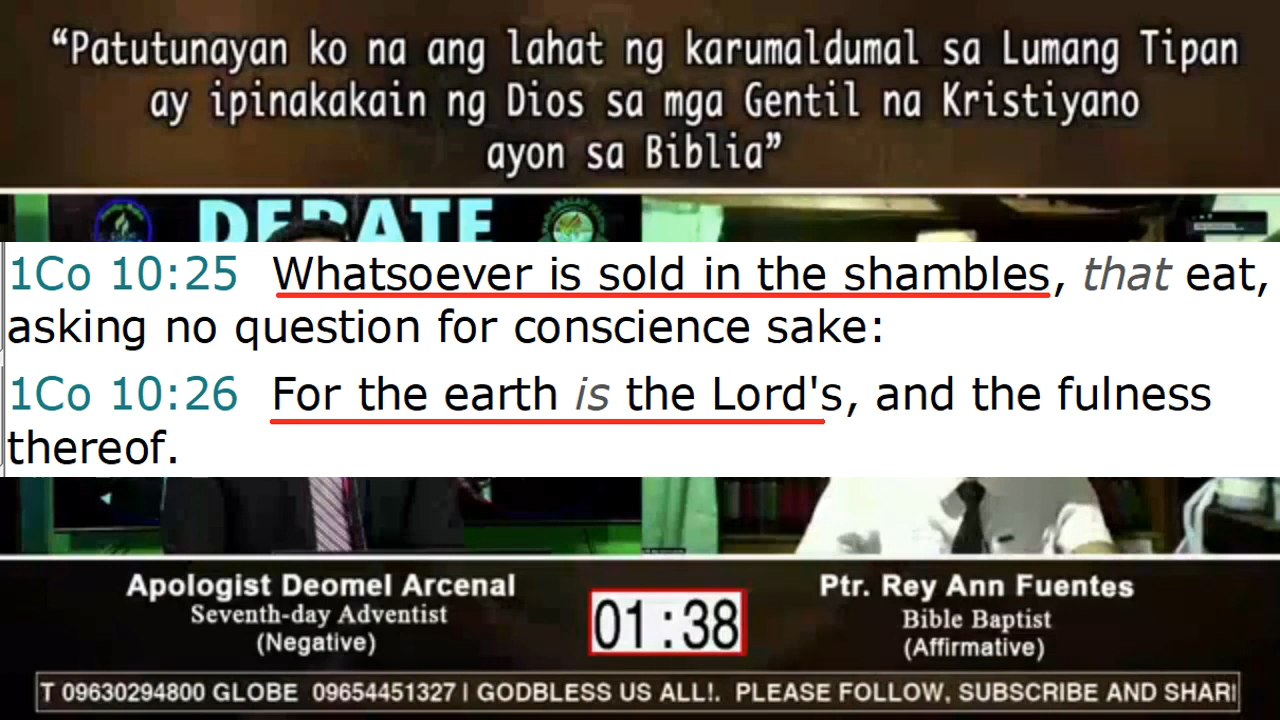 “Patutunayan ko na ang lahat ng karumaldumal sa Lumang Tipan
ay ipinakakain ng Dios sa mga Gentil na Kristiyano
ayon sa Biblia”
DEBATE
1Co 10:25 Whatsoever is sold in the shambles, that eat,
asking no question for conscience sake:
1Co 10:26 For the earth is the Lord's, and the fulness
thereof.
Apologist Deomel Arcenal
Seventh-day Adventist
(Negative)
01:38
Ptr. Rey Ann Fuentes
Bible Baptist
(Affirmative)
T 09630294800 GLOBE 09654451327 | GODBLESS US ALL!. PLEASE FOLLOW, SUBSCRIBE AND SHAR